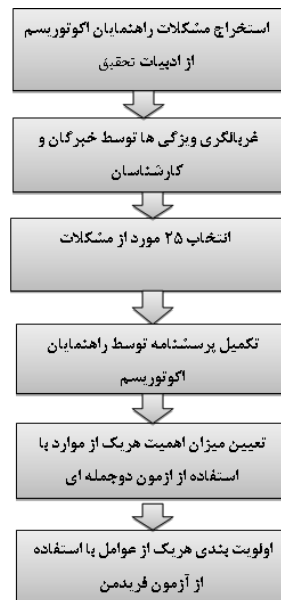 استخراج مشکلات راهنمایان اکوتوریسم
از ادبیات تحقیق
غربالگری ویژگی ها توسط خبرگان و
کارشناسان
انتخاب ۲۵ مورد از مشکلات
تکمیل پرسشنامه توسط راهنمایان
اکوتوریسم
تعیین میزان اهمیت هریک از موارد با
استفاده از ازمون دوجمله ای
اولویت بندی هریک از عوامل با استفاده
از آزمون فریدمن